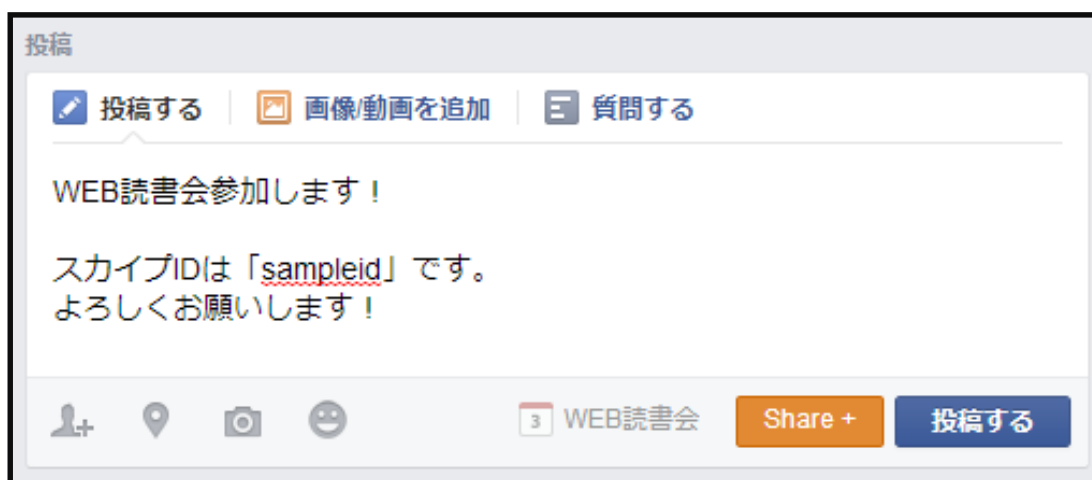 投稿
投稿する 画像/動画を追加 質問する
WEB読書会参加します！
スカイプIDは「sampleid」です。
よろしくお願いします！
3 WEB読書会 Share + 投稿する